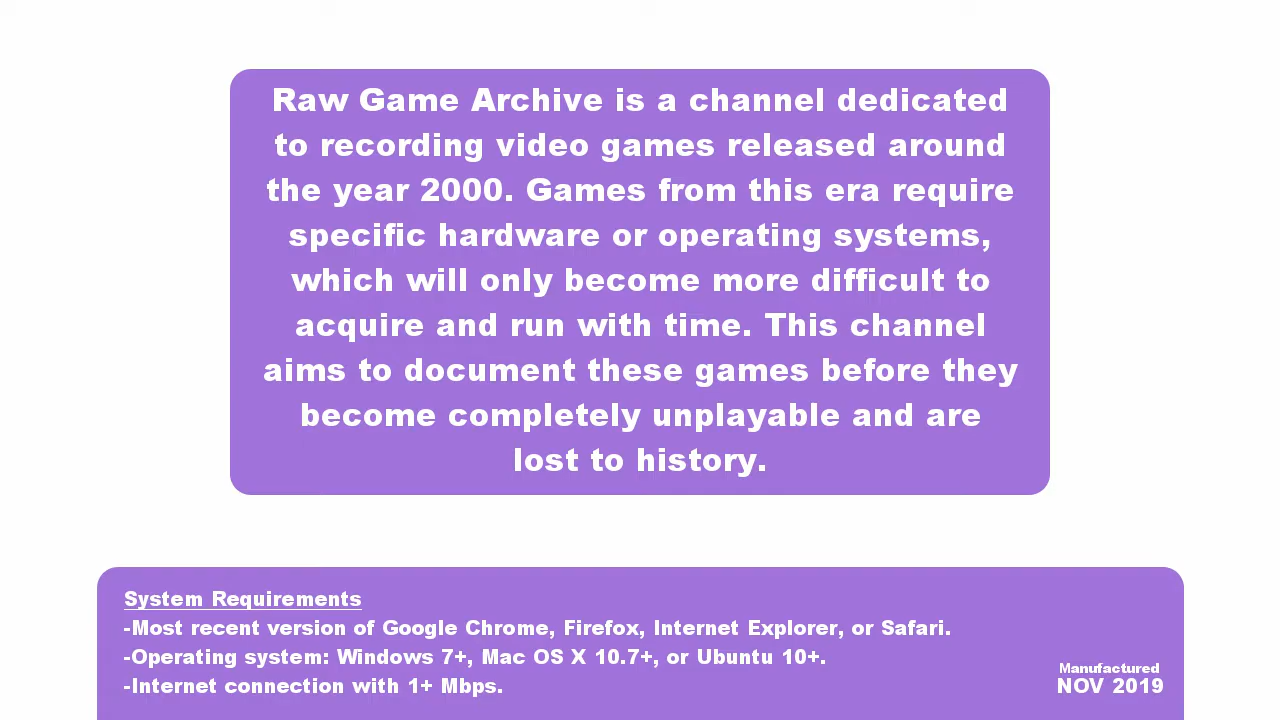 Raw Game Archive is a channel dedicated
to recording video games released around
the year 2000. Games from this era require
specific hardware or operating systems,
which will only become more difficult to
acquire and run with time. This channel
aims to document these games before they
become completely unplayable and are
lost to history.
System Requirements
-Most recent version of Google Chrome, Firefox, Internet Explorer, or Safari.
-Operating system: Windows 7+, Mac OS X 10.7+, or Ubuntu 10+.
-Internet connection with 1+ Mbps.
Manufactured
NOV 2019